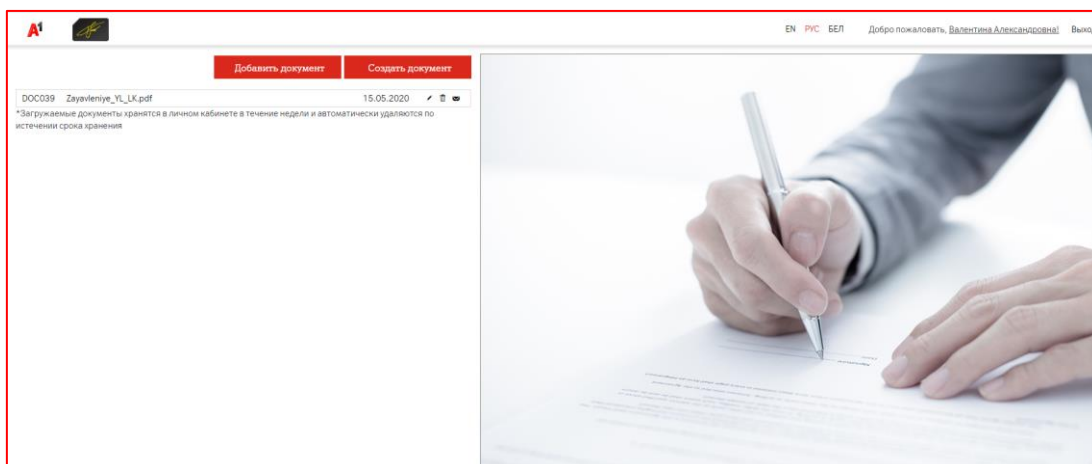 A1
EN РУС БЕЛ Добро пожаловать, Валентина Александровна! Выход
Добавить документ Создать документ
DOC039 Zayavleniye_YL_LK.pdf 15.05.2020
*Загружаемые документы хранятся в личном кабинете в течение недели и автоматически удаляются по
истечении срока хранения